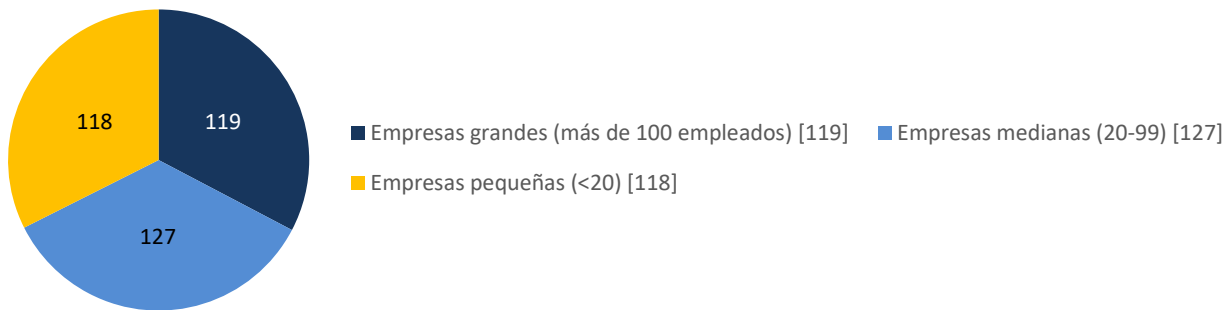 118
119
127
Empresas grandes (más de 100 empleados) [119]
Empresas medianas (20-99) [127]
Empresas pequeñas (<20) [118]